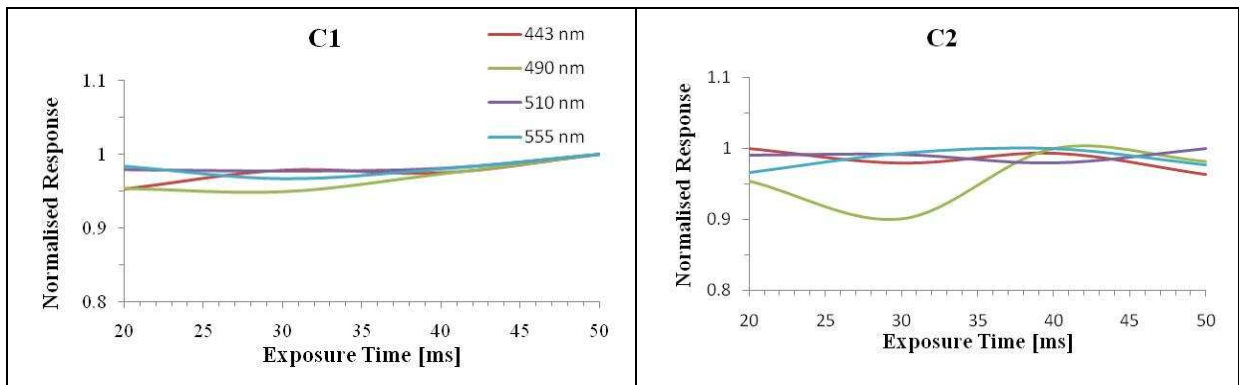 C1
443 nm
490 nm
510 nm
555 nm
1.1
1
0.9
0.8
Normalised Response
20 25 30 35 40 45 50
Exposure Time [ms]
C2
1.1
1
0.9
0.8
Normalised Response
20 25 30 35 40 45 50
Exposure Time [ms]